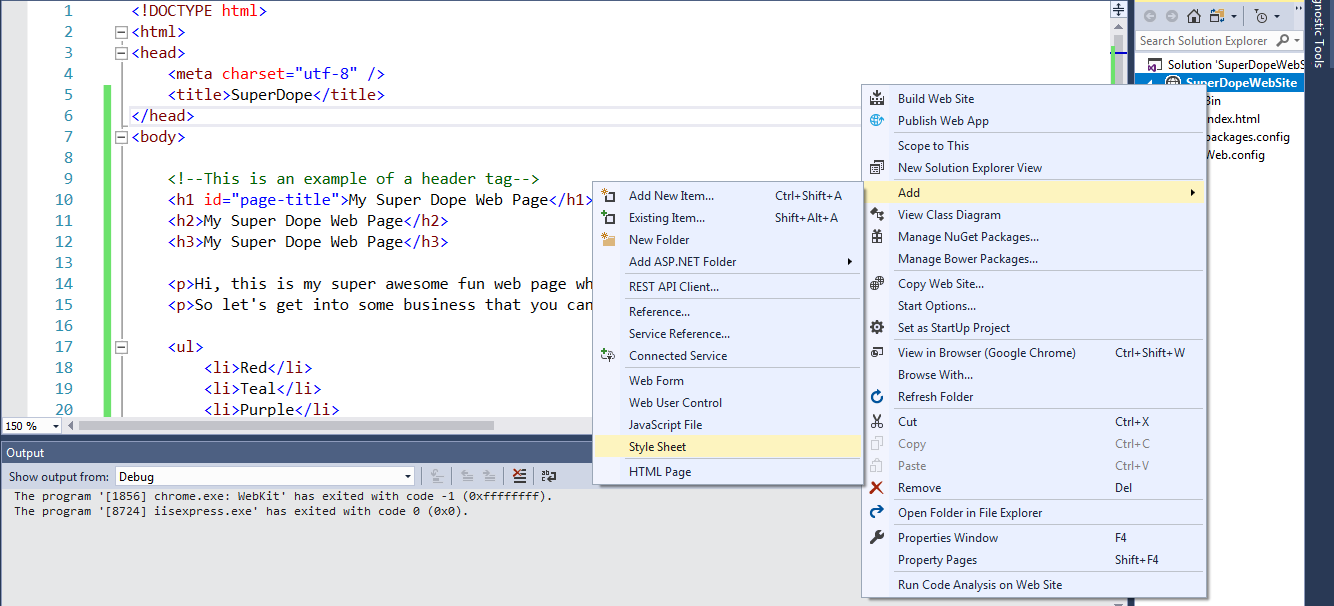 1 <!DOCTYPE html>
2 <html>
3 <head>
4 <meta charset="utf-8" />
5 <title>SuperDope</title>
6 </head>
7 <body>
8
9 <!--This is an example of a header tag-->
10 <h1 id="page-title">My Super Dope Web Page</h1>
11 <h2>My Super Dope Web Page</h2>
12 <h3>My Super Dope Web Page</h3>
13
14 <p>Hi, this is my super awesome fun web page wh
15 <p>So let's get into some business that you can
16
17 <ul>
18 <li>Red</li>
19 <li>Teal</li>
20 <li>Purple</li>
150 %
Output
Show output from: Debug
The program '[1856] chrome.exe: WebKit' has exited with code -1 (0xffffffff).
The program '[8724] iisexpress.exe' has exited with code 0 (0x0).
Add New Item... Ctrl+Shift+A
Existing Item... Shift+Alt+A
New Folder
Add ASP.NET Folder
REST API Client...
Reference...
Service Reference...
Connected Service
Web Form
Web User Control
JavaScript File
Style Sheet
HTML Page
Build Web Site
Publish Web App
Scope to This
New Solution Explorer View
Add
View Class Diagram
Manage NuGet Packages...
Manage Bower Packages...
Copy Web Site...
Start Options...
Set as StartUp Project
View in Browser (Google Chrome) Ctrl+Shift+W
Browse With...
Refresh Folder
Cut Ctrl+X
Copy Ctrl+C
Paste Ctrl+V
Remove Del
Open Folder in File Explorer
Properties Window F4
Property Pages Shift+F4
Run Code Analysis on Web Site
Search Solution Explorer
Solution 'SuperDopeWebS
SuperDopeWebSite
Bin
ndex.html
packages.config
Web.config
gnostic Tools